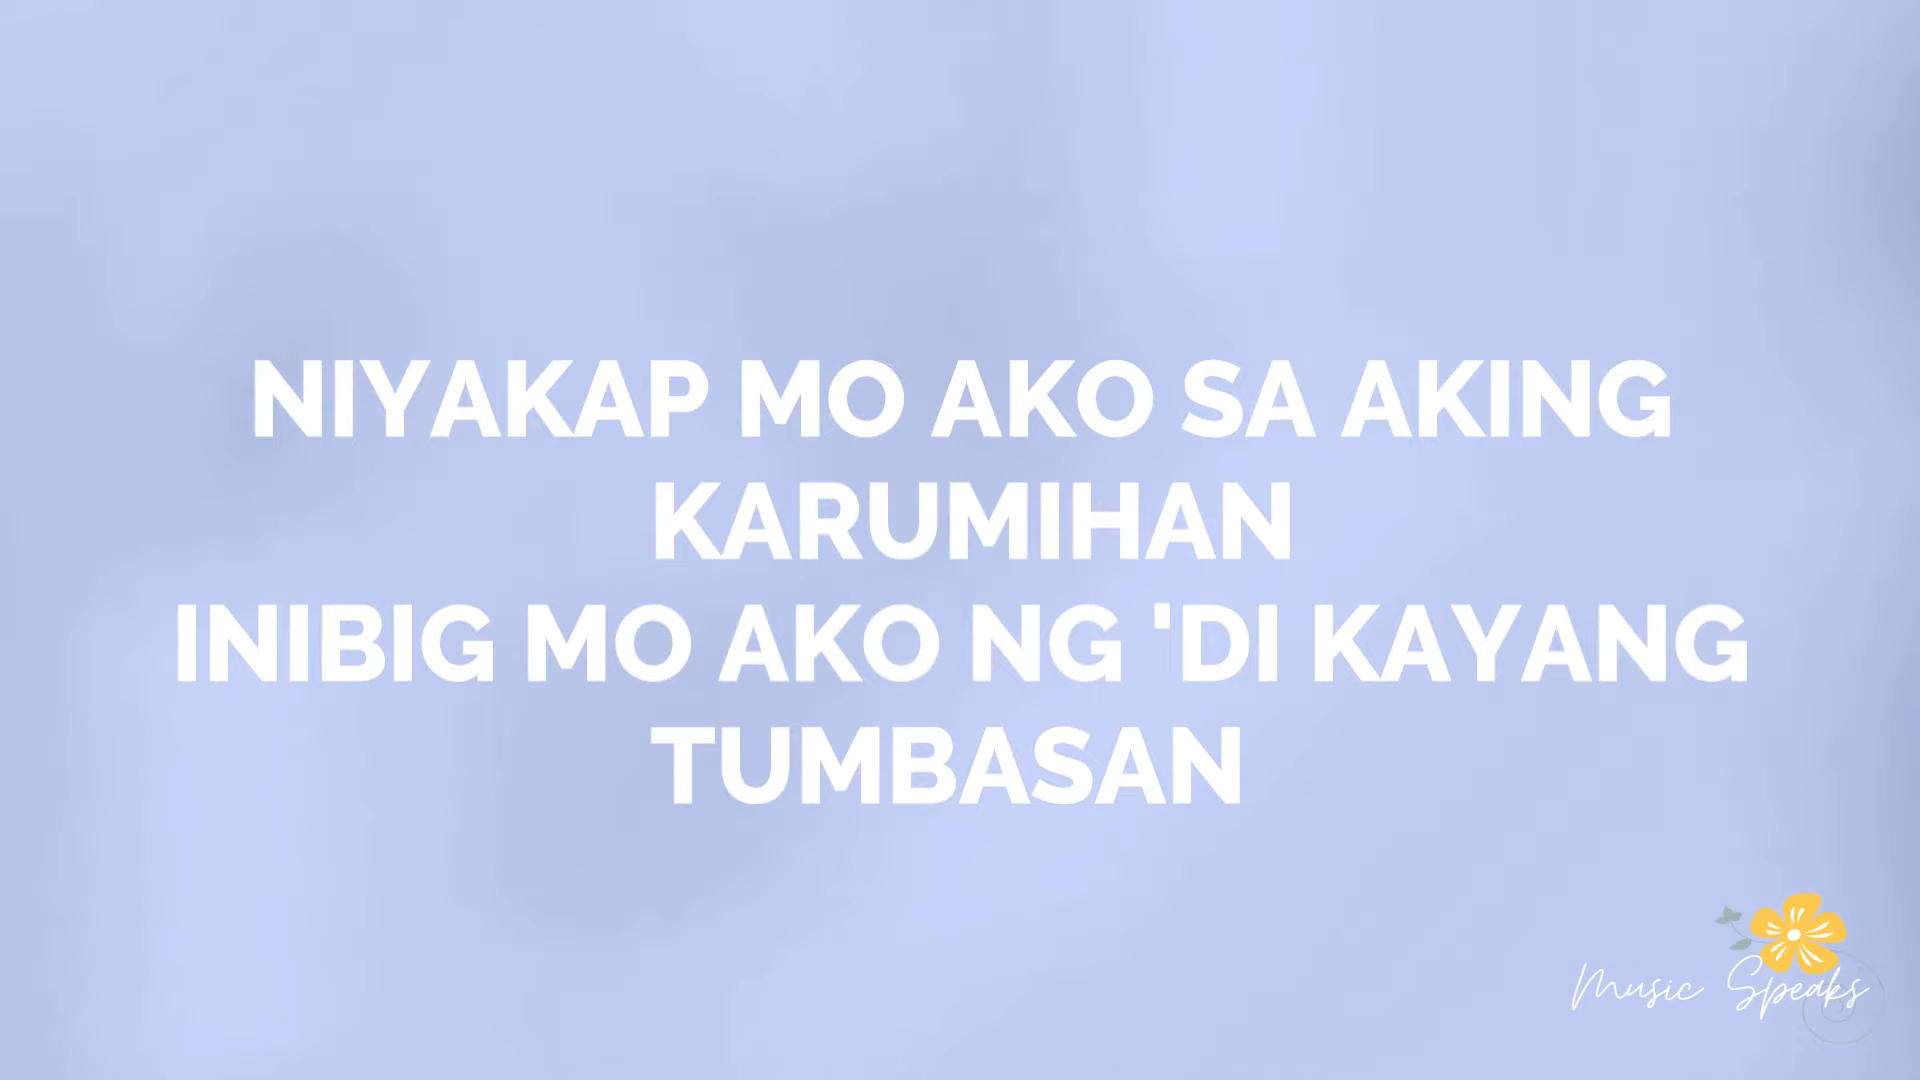 NIYAKAP MO AKO SA AKING
KARUMIHAN
INIBIG MO AKO NG 'DI KAYANG
TUMBASAN
Music Speaks